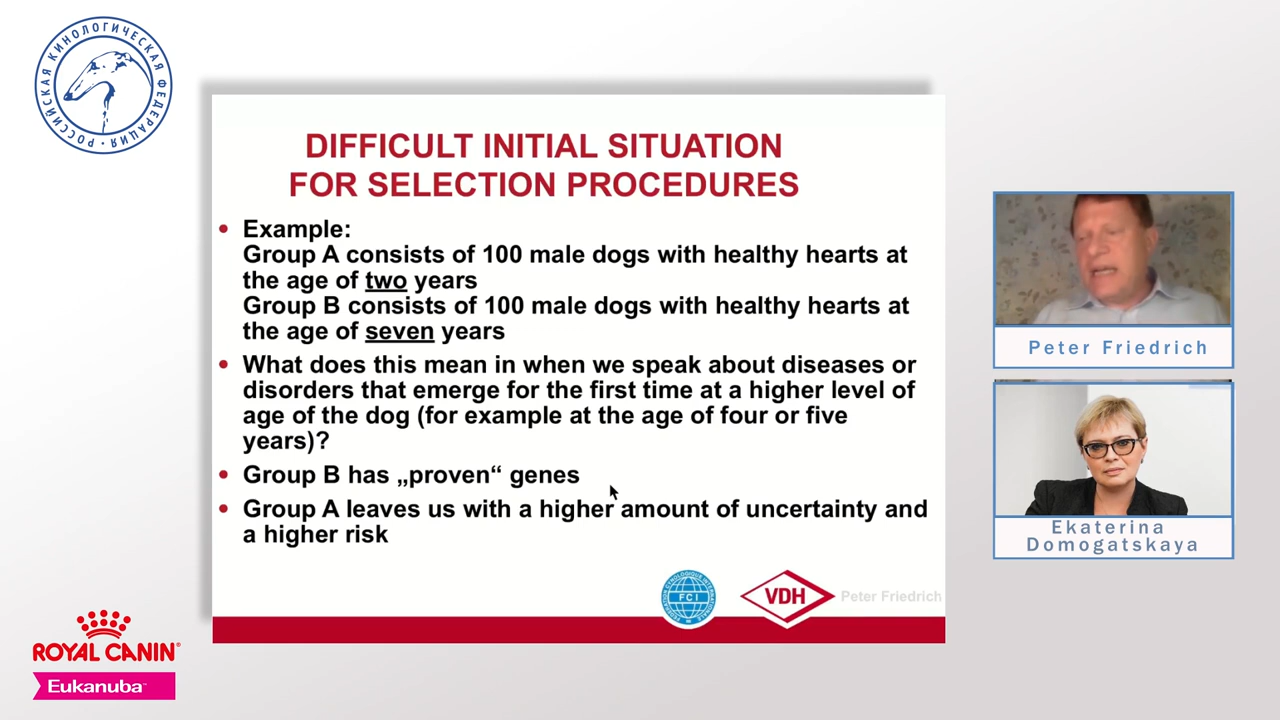 РОССИЙСКАЯ КИНОЛОГИЧЕСКАЯ ФЕДЕРАЦИЯ
DIFFICULT INITIAL SITUATION
FOR SELECTION PROCEDURES
• Example:
Group A consists of 100 male dogs with healthy hearts at
the age of two years
Group B consists of 100 male dogs with healthy hearts at
the age of seven years
• What does this mean in when we speak about diseases or
disorders that emerge for the first time at a higher level of
age of the dog (for example at the age of four or five
years)?
• Group B has „proven“ genes
• Group A leaves us with a higher amount of uncertainty and
a higher risk
FCI
VDH
Peter Friedrich
Peter Friedrich
Ekaterina
Domogatskaya
ROYAL CANIN®
Eukanuba™